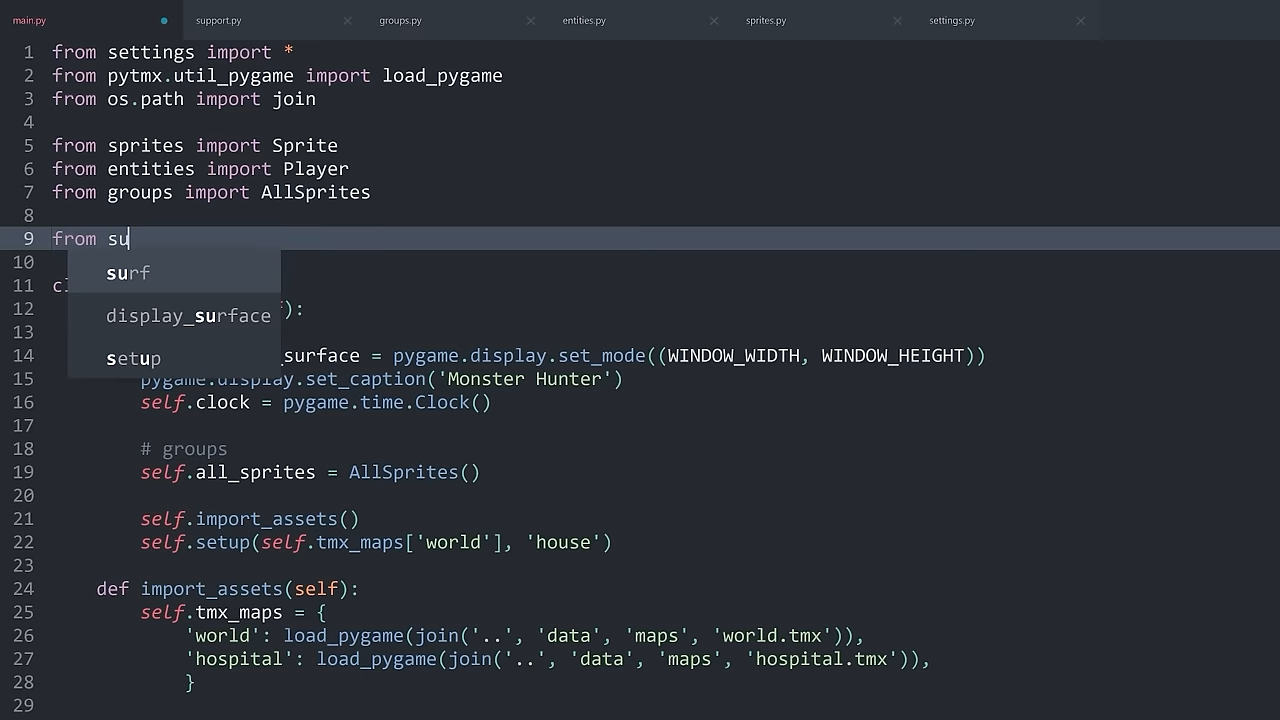 main.py support.py groups.py entities.py sprites.py settings.py
1 from settings import *
2 from pytmx.util_pygame import load_pygame
3 from os.path import join
4
5 from sprites import Sprite
6 from entities import Player
7 from groups import AllSprites
8
9 from su
10 surf
11 cl
12 display_surface f):
13
14 setup _surface = pygame.display.set_mode((WINDOW_WIDTH, WINDOW_HEIGHT))
15 pygame.display.set_caption('Monster Hunter')
16 self.clock = pygame.time.Clock()
17
18 # groups
19 self.all_sprites = AllSprites()
20
21 self.import_assets()
22 self.setup(self.tmx_maps['world'], 'house')
23
24 def import_assets(self):
25 self.tmx_maps = {
26 'world': load_pygame(join('..', 'data', 'maps', 'world.tmx')),
27 'hospital': load_pygame(join('..', 'data', 'maps', 'hospital.tmx')),
28 }
29